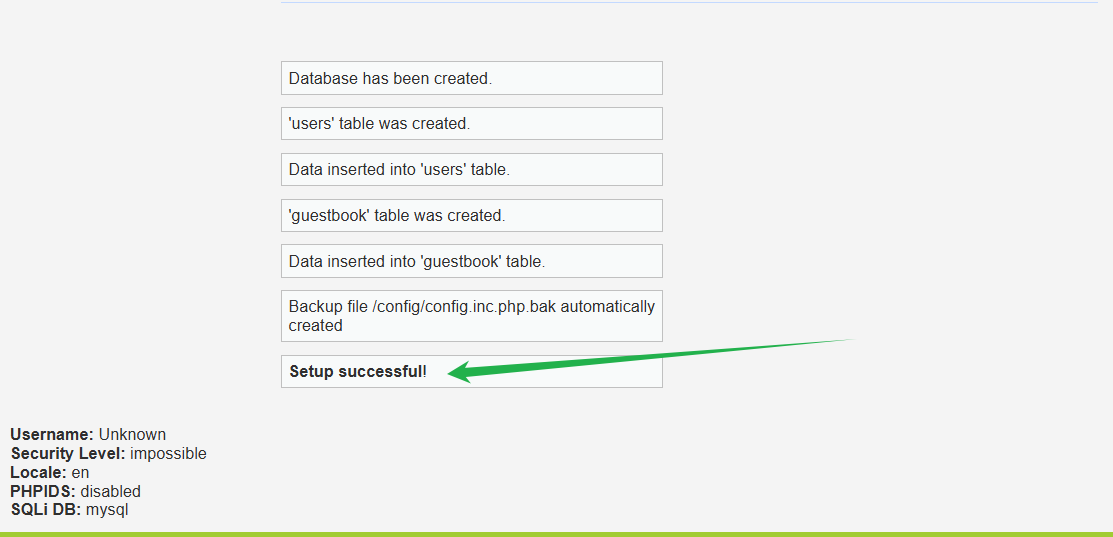 Database has been created.
'users' table was created.
Data inserted into 'users' table.
'guestbook' table was created.
Data inserted into 'guestbook' table.
Backup file /config/config.inc.php.bak automatically
created
Setup successful!
Username: Unknown
Security Level: impossible
Locale: en
PHPIDS: disabled
SQLi DB: mysql